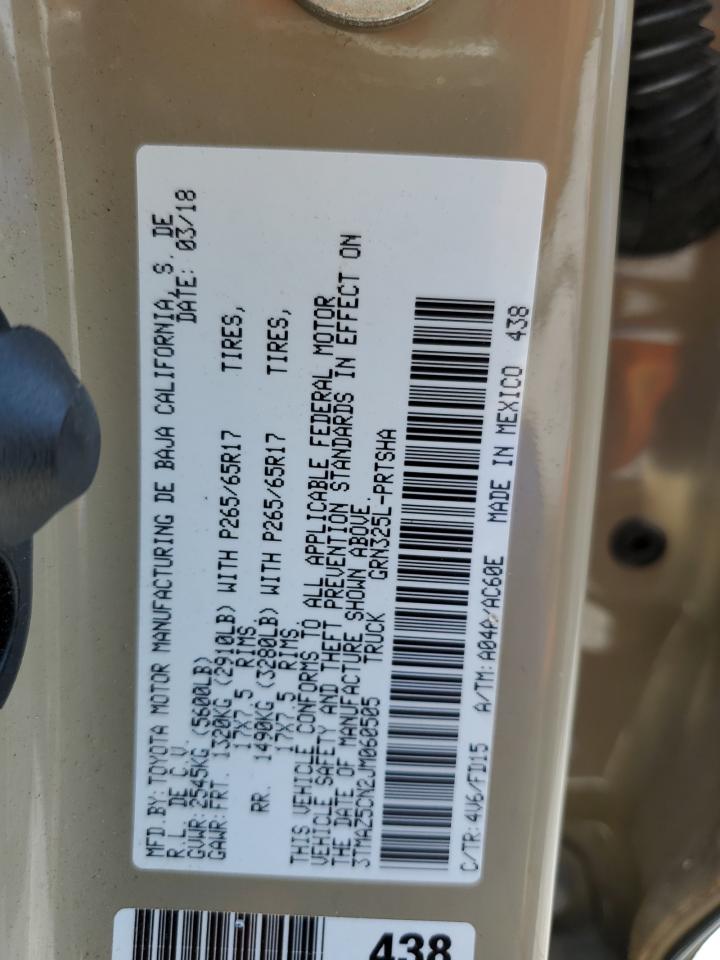 MFD.BY:TOYOTA MOTOR MANUFACTURING DE BAJA CALIFORNIA, S. DE
R.L. DE C.V. DATE: 03/18
GVWR:2545KG (5600LB)
GAWR:FRT. 1320KG (2910LB) WITH P265/65R17 TIRES,
17X7.5 RIMS
RR. 1490KG (3280LB) WITH P265/65R17 TIRES,
17X7.5 RIMS
THIS VEHICLE CONFORMS TO ALL APPLICABLE FEDERAL MOTOR
VEHICLE SAFETY AND THEFT PREVENTION STANDARDS IN EFFECT ON
THE DATE OF MANUFACTURE SHOWN ABOVE.
3TMAZ5CN2JM060505 TRUCK GRN325L-PRTSHA
C/TR:4V6/FD15 A/TM:A04A/AC60E MADE IN MEXICO 438
438